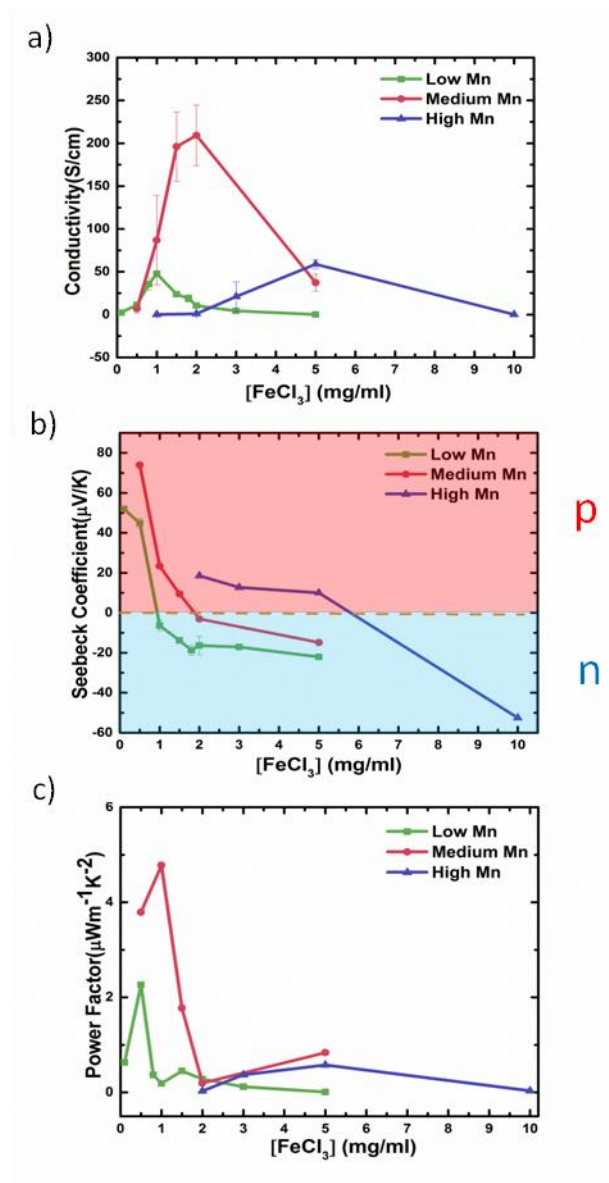 a)
300
250
200
150
100
50
0
-50
Conductivity(S/cm)
Low Mn
Medium Mn
High Mn
0 1 2 3 4 5 6 7 8 9 10
[FeCl3] (mg/ml)
b)
80
60
40
20
0
-20
-40
-60
Seebeck Coefficient(μV/K)
Low Mn
Medium Mn
High Mn
p
n
0 1 2 3 4 5 6 7 8 9 10
[FeCl3] (mg/ml)
c)
6
4
2
0
Power Factor(μWm-1K-2)
Low Mn
Medium Mn
High Mn
0 1 2 3 4 5 6 7 8 9 10
[FeCl3] (mg/ml)